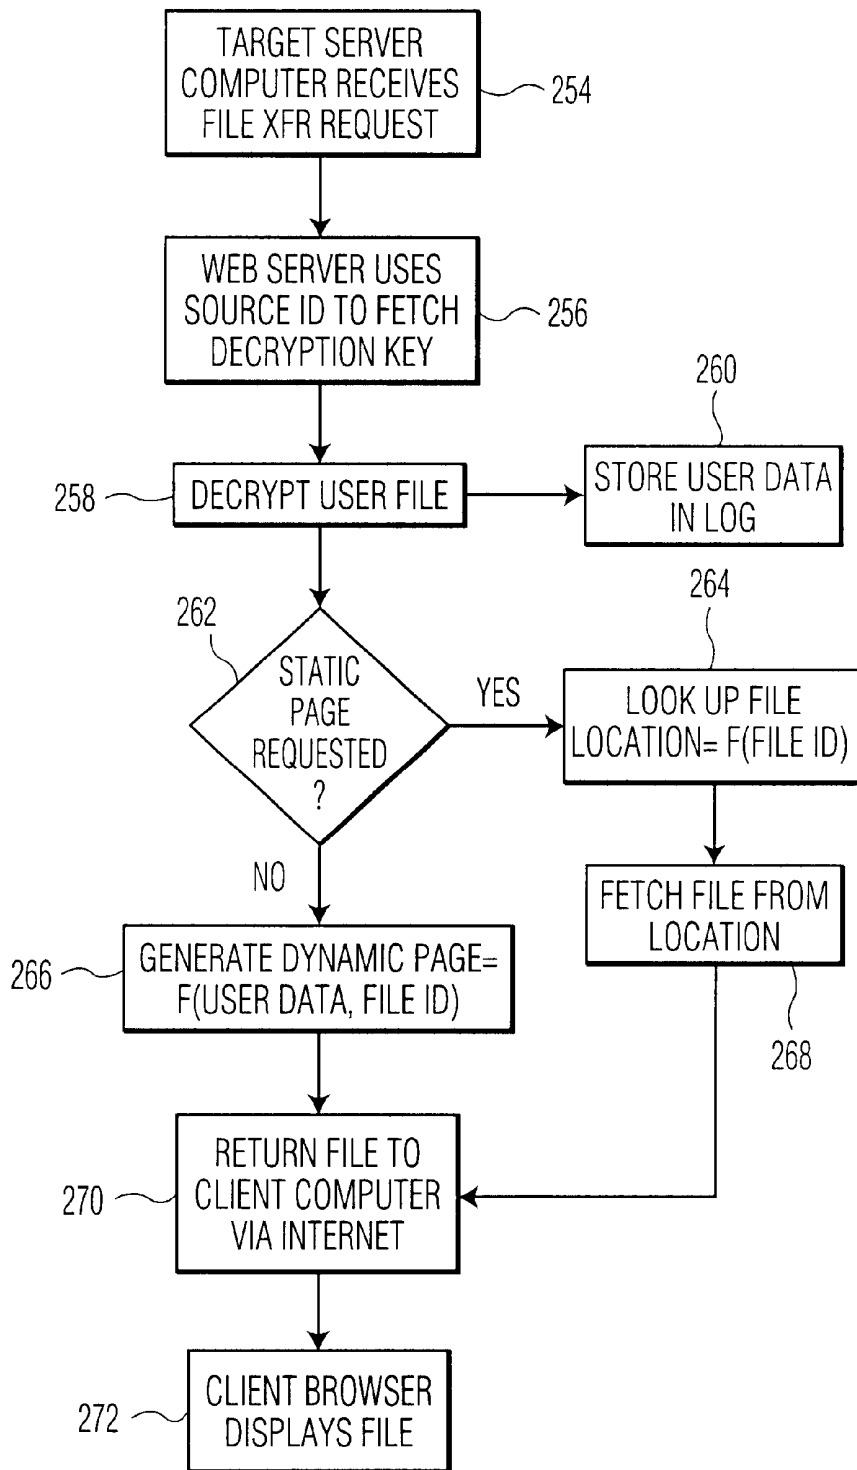 TARGET SERVER
COMPUTER RECEIVES
FILE XFR REQUEST
254
WEB SERVER USES
SOURCE ID TO FETCH
DECRYPTION KEY
256
258
DECRYPT USER FILE
260
STORE USER DATA
IN LOG
262
STATIC
PAGE
REQUESTED
?
YES
NO
264
LOOK UP FILE
LOCATION= F(FILE ID)
FETCH FILE FROM
LOCATION
268
266
GENERATE DYNAMIC PAGE=
F(USER DATA, FILE ID)
270
RETURN FILE TO
CLIENT COMPUTER
VIA INTERNET
272
CLIENT BROWSER
DISPLAYS FILE